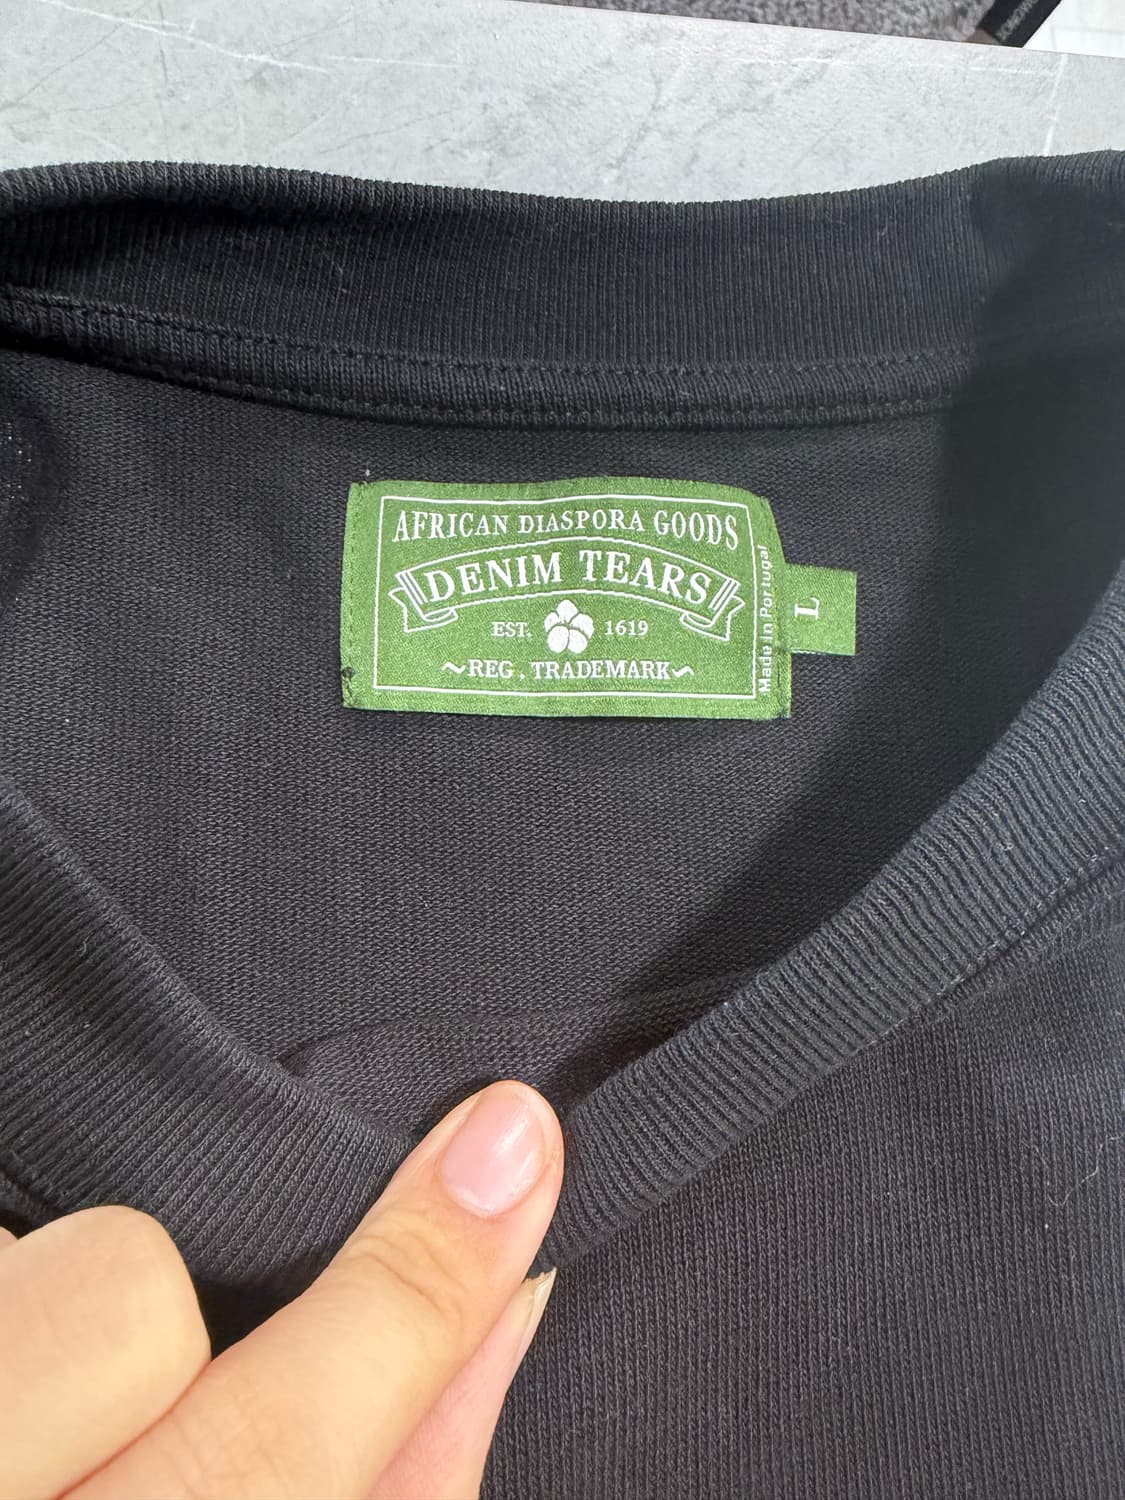 AFRICAN DIASPORA GOODS
DENIM TEARS
EST. 1619
~REG. TRADEMARK~
Made in Portugal
L